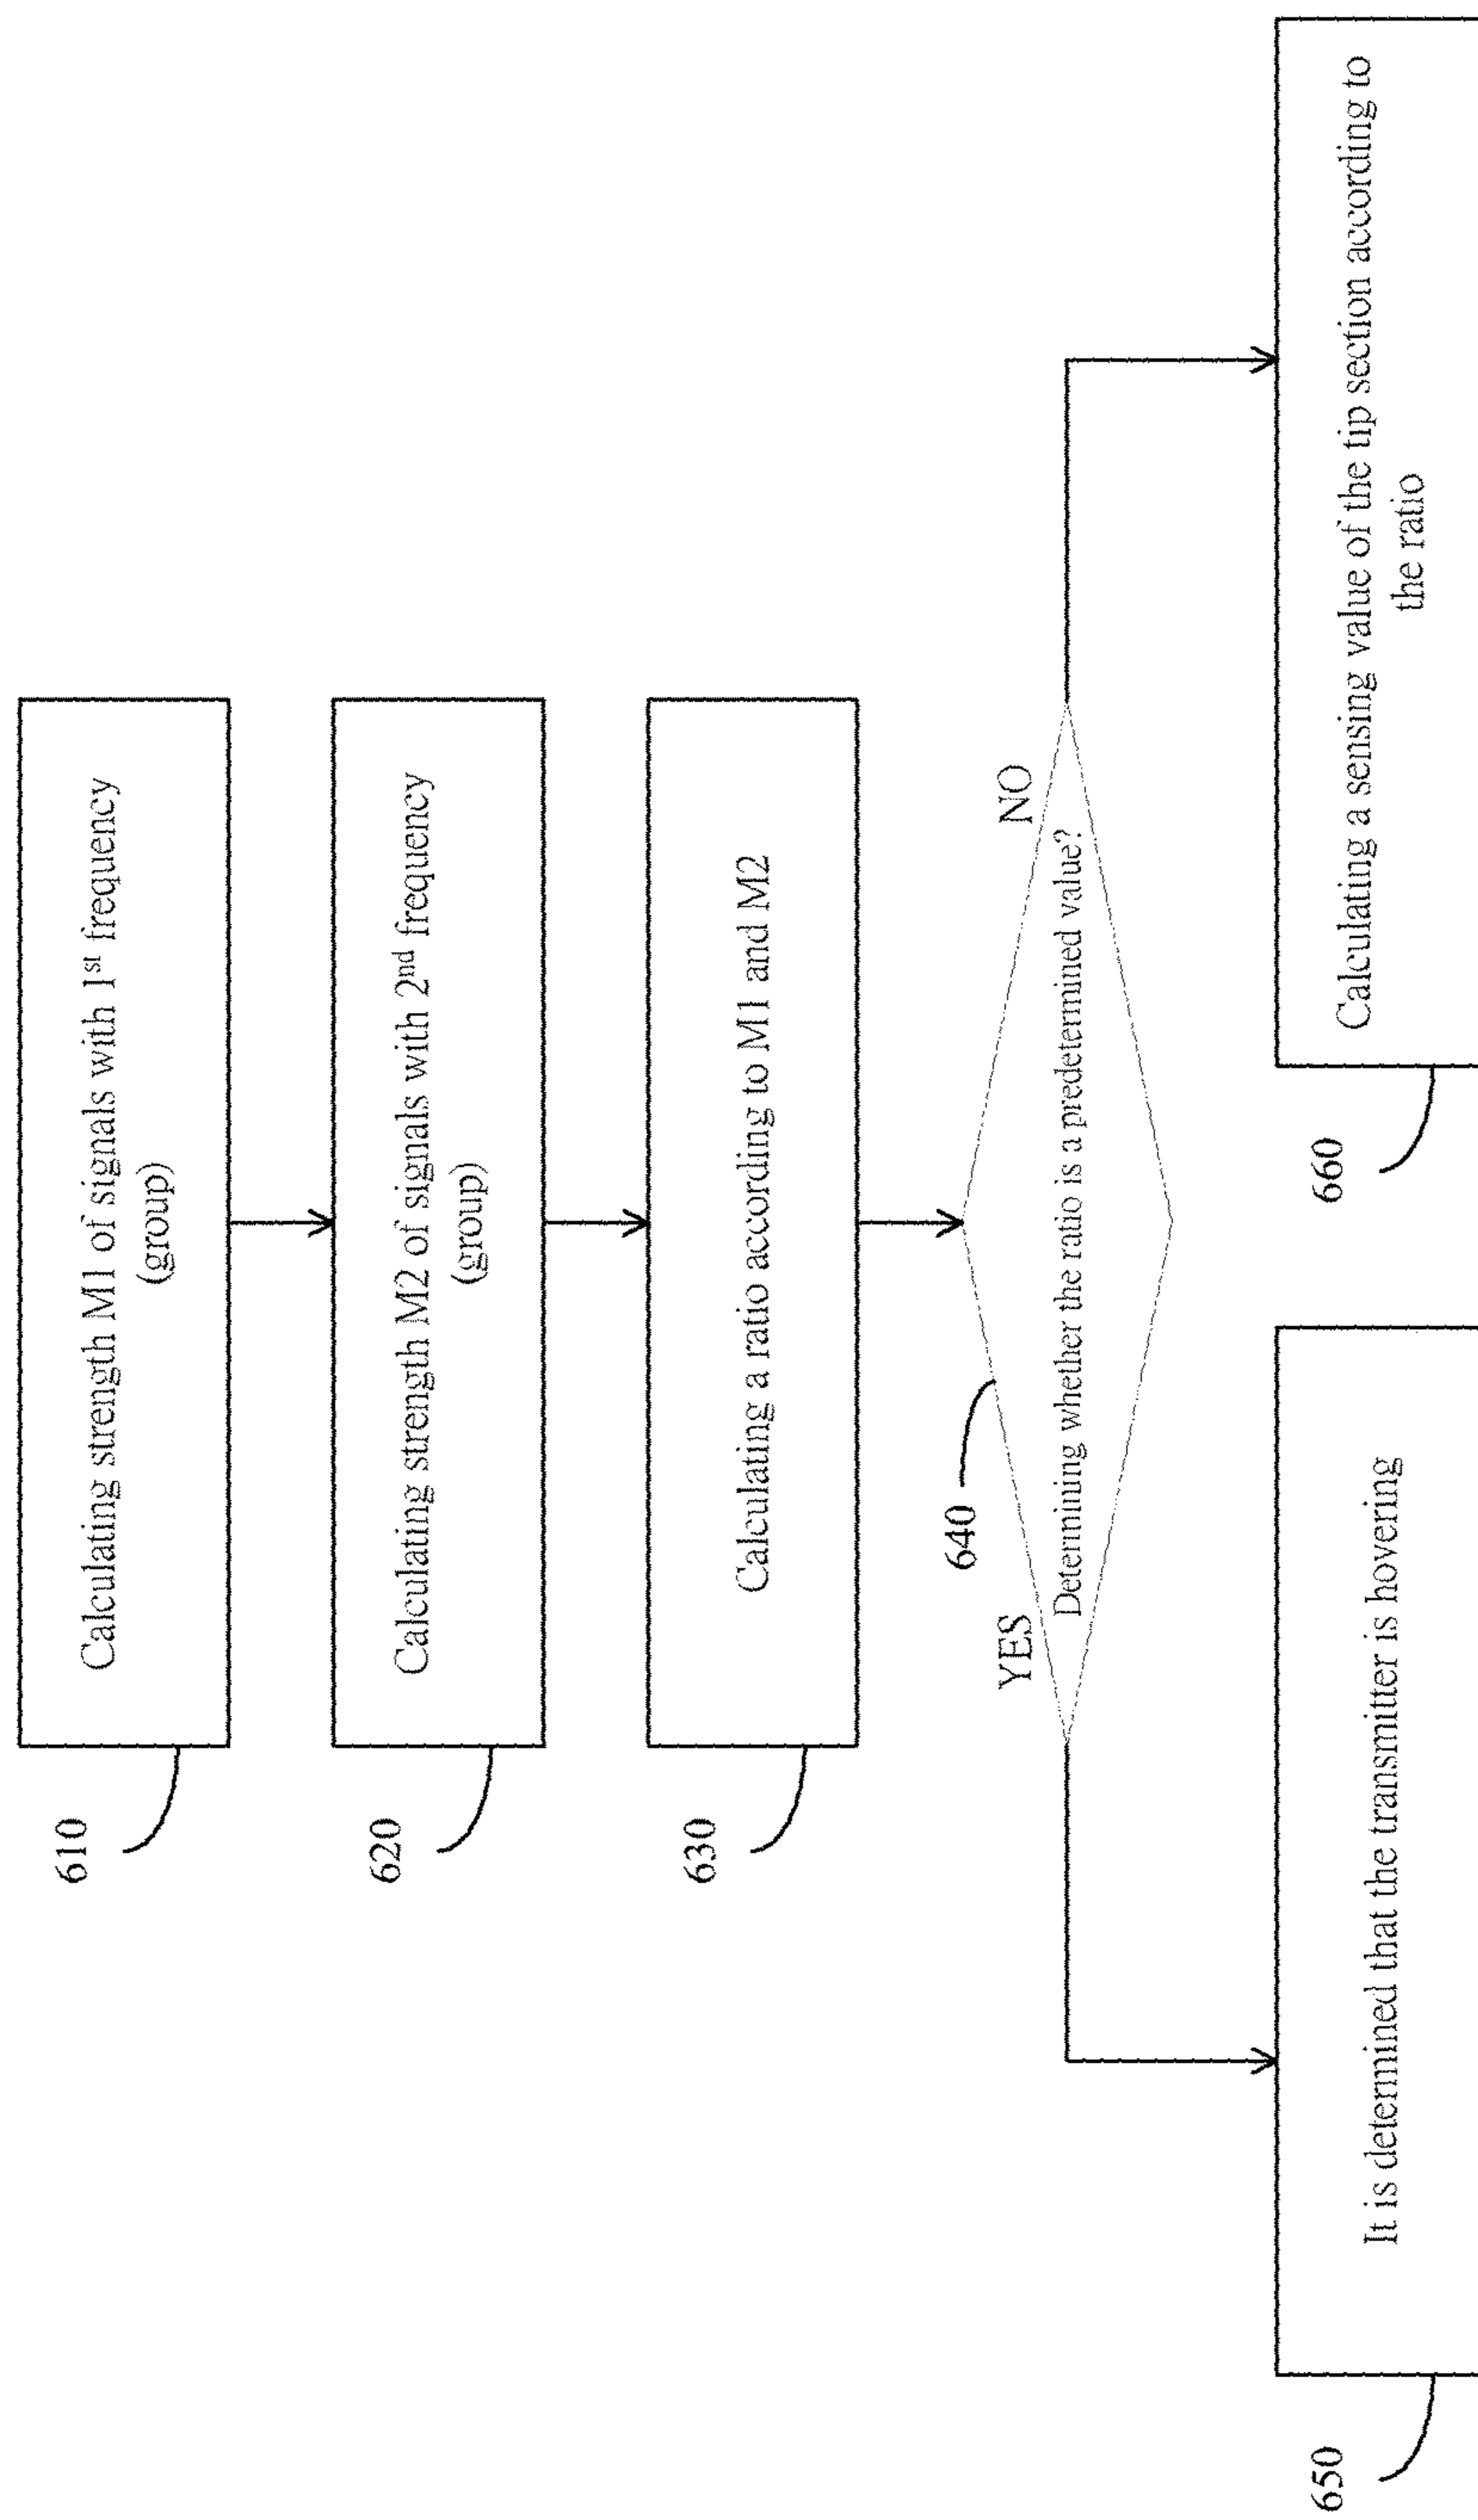 610
Calculating strength M1 of signals with 1st frequency
(group)
620
Calculating strength M2 of signals with 2nd frequency
(group)
630
Calculating a ratio according to M1 and M2
640
YES
NO
Determining whether the ratio is a predetermined value?
650
It is determined that the transmitter is hovering
660
Calculating a sensing value of the tip section according to
the ratio